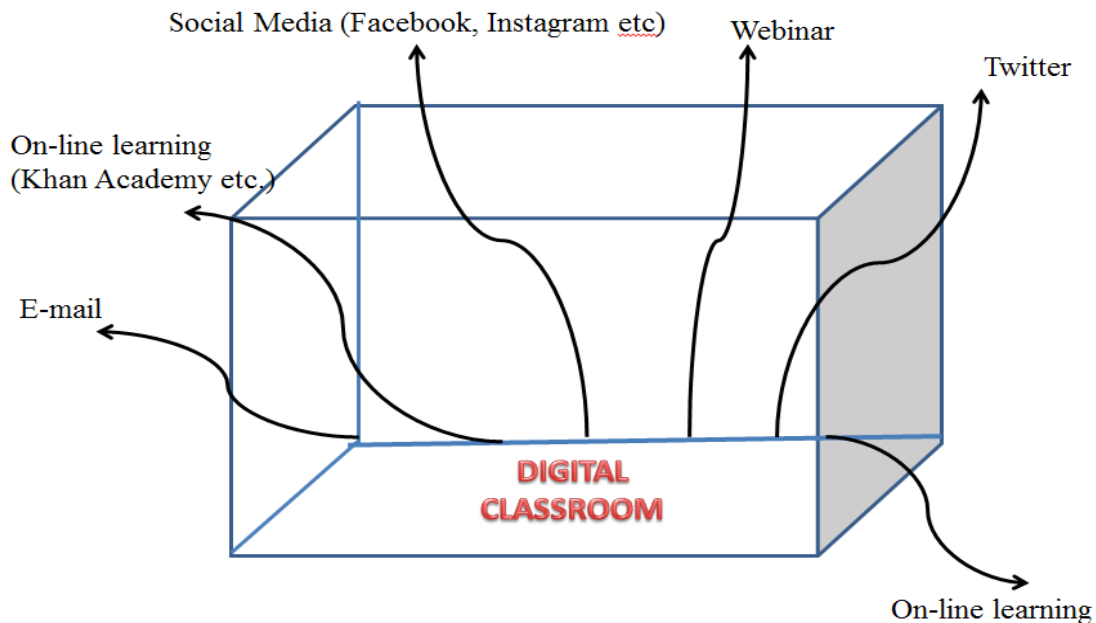 Social Media (Facebook, Instagram etc)
Webinar
Twitter
On-line learning
(Khan Academy etc.)
E-mail
DIGITAL
CLASSROOM
On-line learning